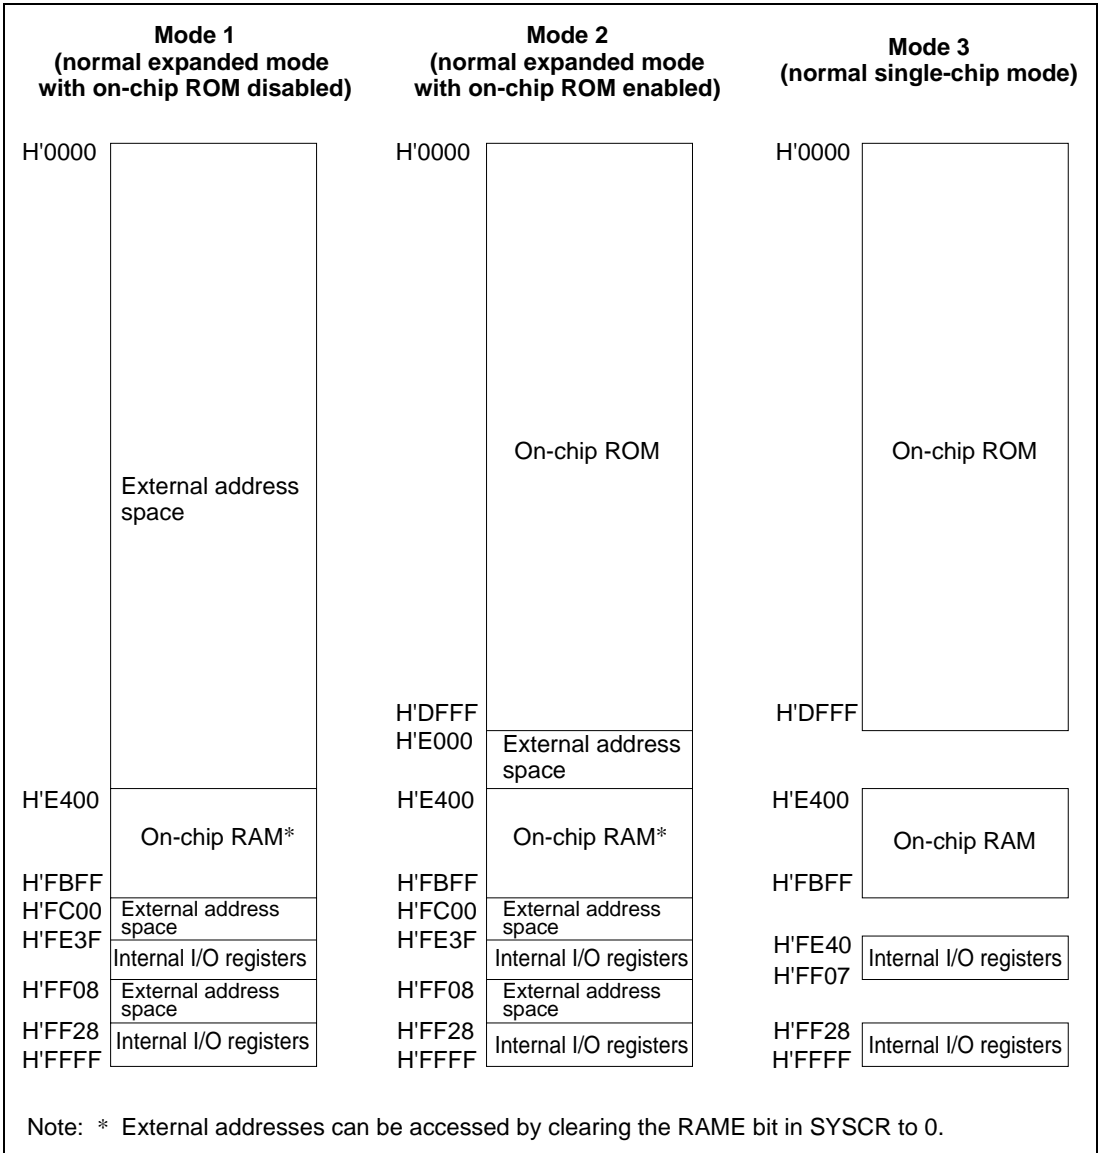 Mode 1
(normal expanded mode
with on-chip ROM disabled)
H'0000
External address
space
H'E400
On-chip RAM*
H'FBFF
H'FC00
External address
space
H'FE3F
Internal I/O registers
H'FF08
External address
space
H'FF28
Internal I/O registers
H'FFFF
Mode 2
(normal expanded mode
with on-chip ROM enabled)
H'0000
On-chip ROM
H'DFFF
H'E000
External address
space
H'E400
On-chip RAM*
H'FBFF
H'FC00
External address
space
H'FE3F
Internal I/O registers
H'FF08
External address
space
H'FF28
Internal I/O registers
H'FFFF
Mode 3
(normal single-chip mode)
H'0000
On-chip ROM
H'DFFF
H'E400
On-chip RAM
H'FBFF
H'FE40
Internal I/O registers
H'FF07
H'FF28
Internal I/O registers
H'FFFF
Note: * External addresses can be accessed by clearing the RAME bit in SYSCR to 0.